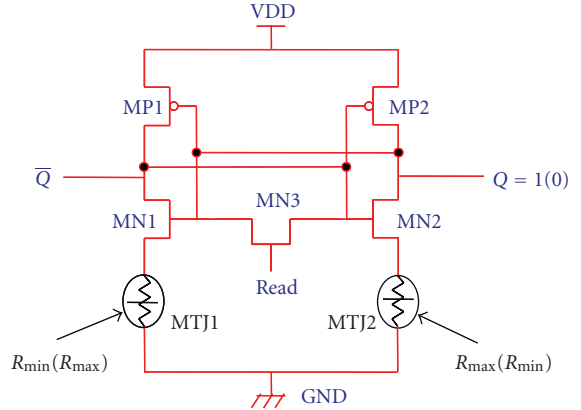 VDD
MP1
MP2
Q̅
MN3
Q = 1(0)
MN1
MN2
Read
MTJ1
MTJ2
Rmin(Rmax)
Rmax(Rmin)
GND